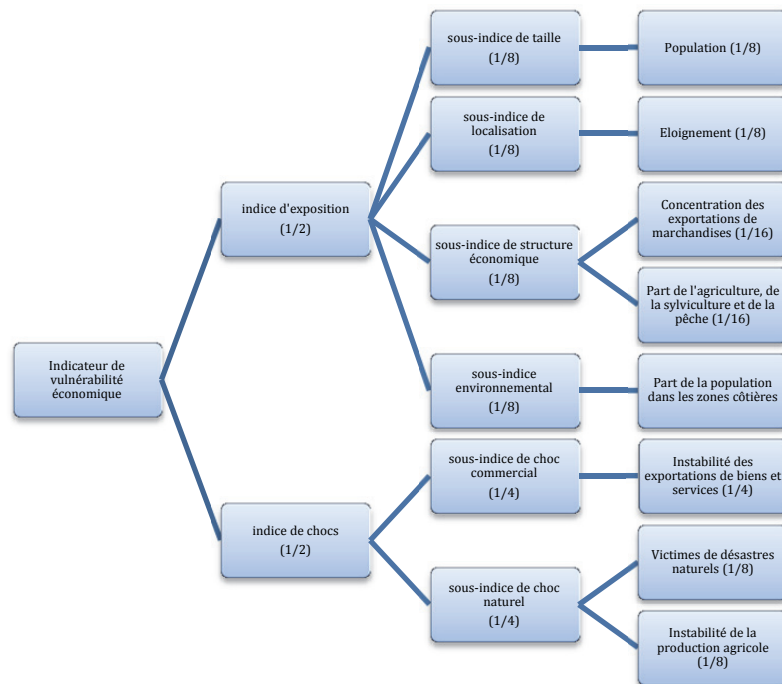 Indicateur de
vulnérabilité
économique
indice d'exposition
(1/2)
sous-indice de taille
(1/8)
Population (1/8)
sous-indice de
localisation
(1/8)
Eloignement (1/8)
sous-indice de structure
économique
(1/8)
Concentration des
exportations de
marchandises (1/16)
Part de l'agriculture, de
la sylviculture et de la
pêche (1/16)
sous-indice
environnemental
(1/8)
Part de la population
dans les zones côtières
indice de chocs
(1/2)
sous-indice de choc
commercial
(1/4)
Instabilité des
exportations de biens et
services (1/4)
sous-indice de choc
naturel
(1/4)
Victimes de désastres
naturels (1/8)
Instabilité de la
production agricole
(1/8)